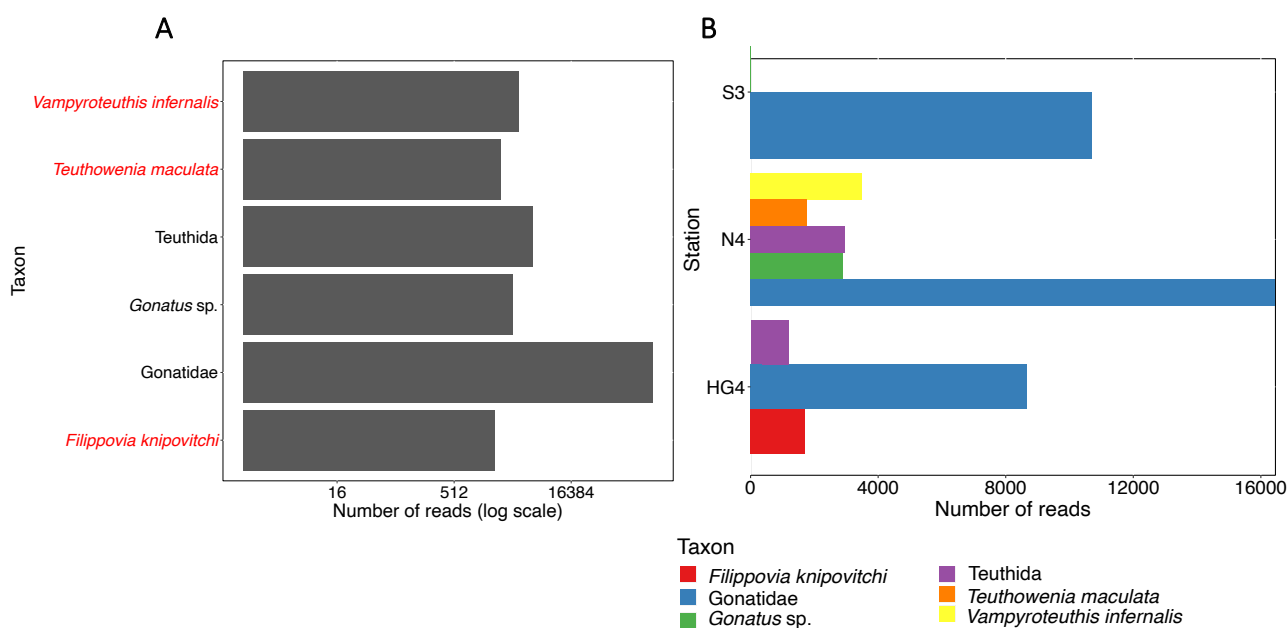 A
Taxon
Vampyroteuthis infernalis
Teuthowenia maculata
Teuthida
Gonatus sp.
Gonatidae
Filippovia knipovitchi
16 512 16384
Number of reads (log scale)
B
Station
S3
N4
HG4
0 4000 8000 12000 16000
Number of reads
Taxon
Filippovia knipovitchi
Gonatidae
Gonatus sp.
Teuthida
Teuthowenia maculata
Vampyroteuthis infernalis